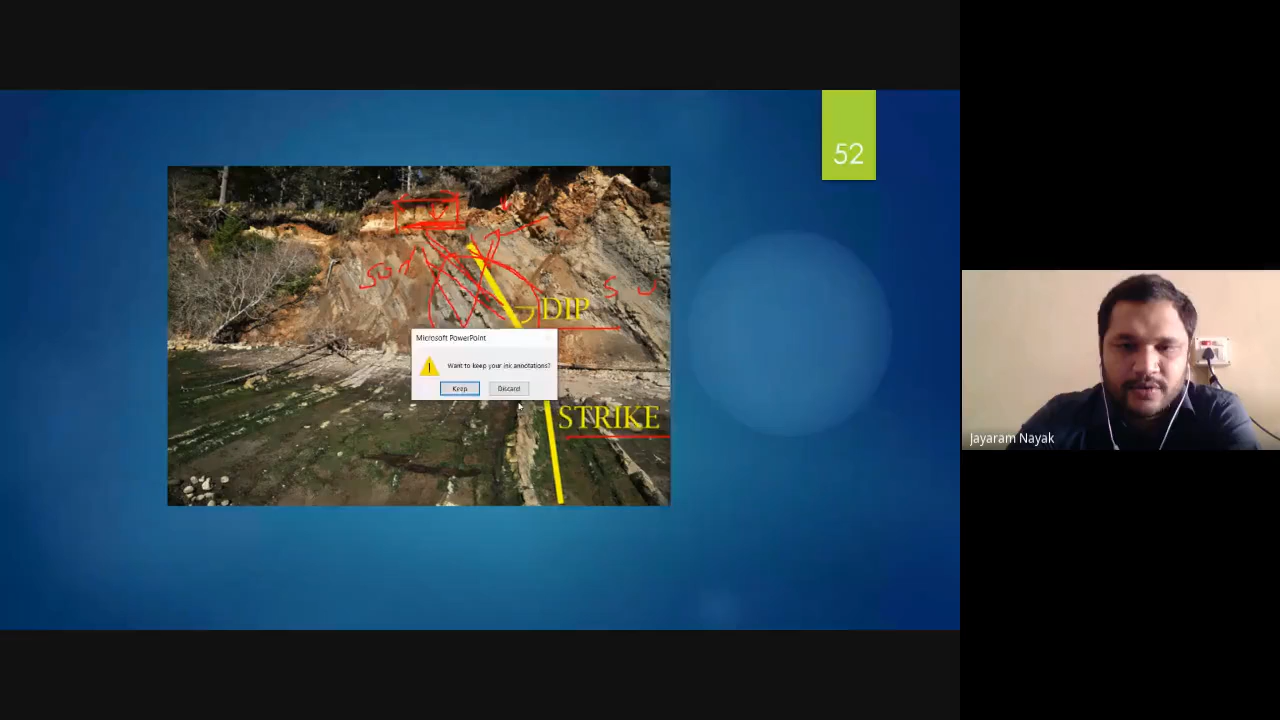 52
DIP
Microsoft PowerPoint
Want to keep your ink annotations?
Keep
Discard
STRIKE
Jayaram Nayak